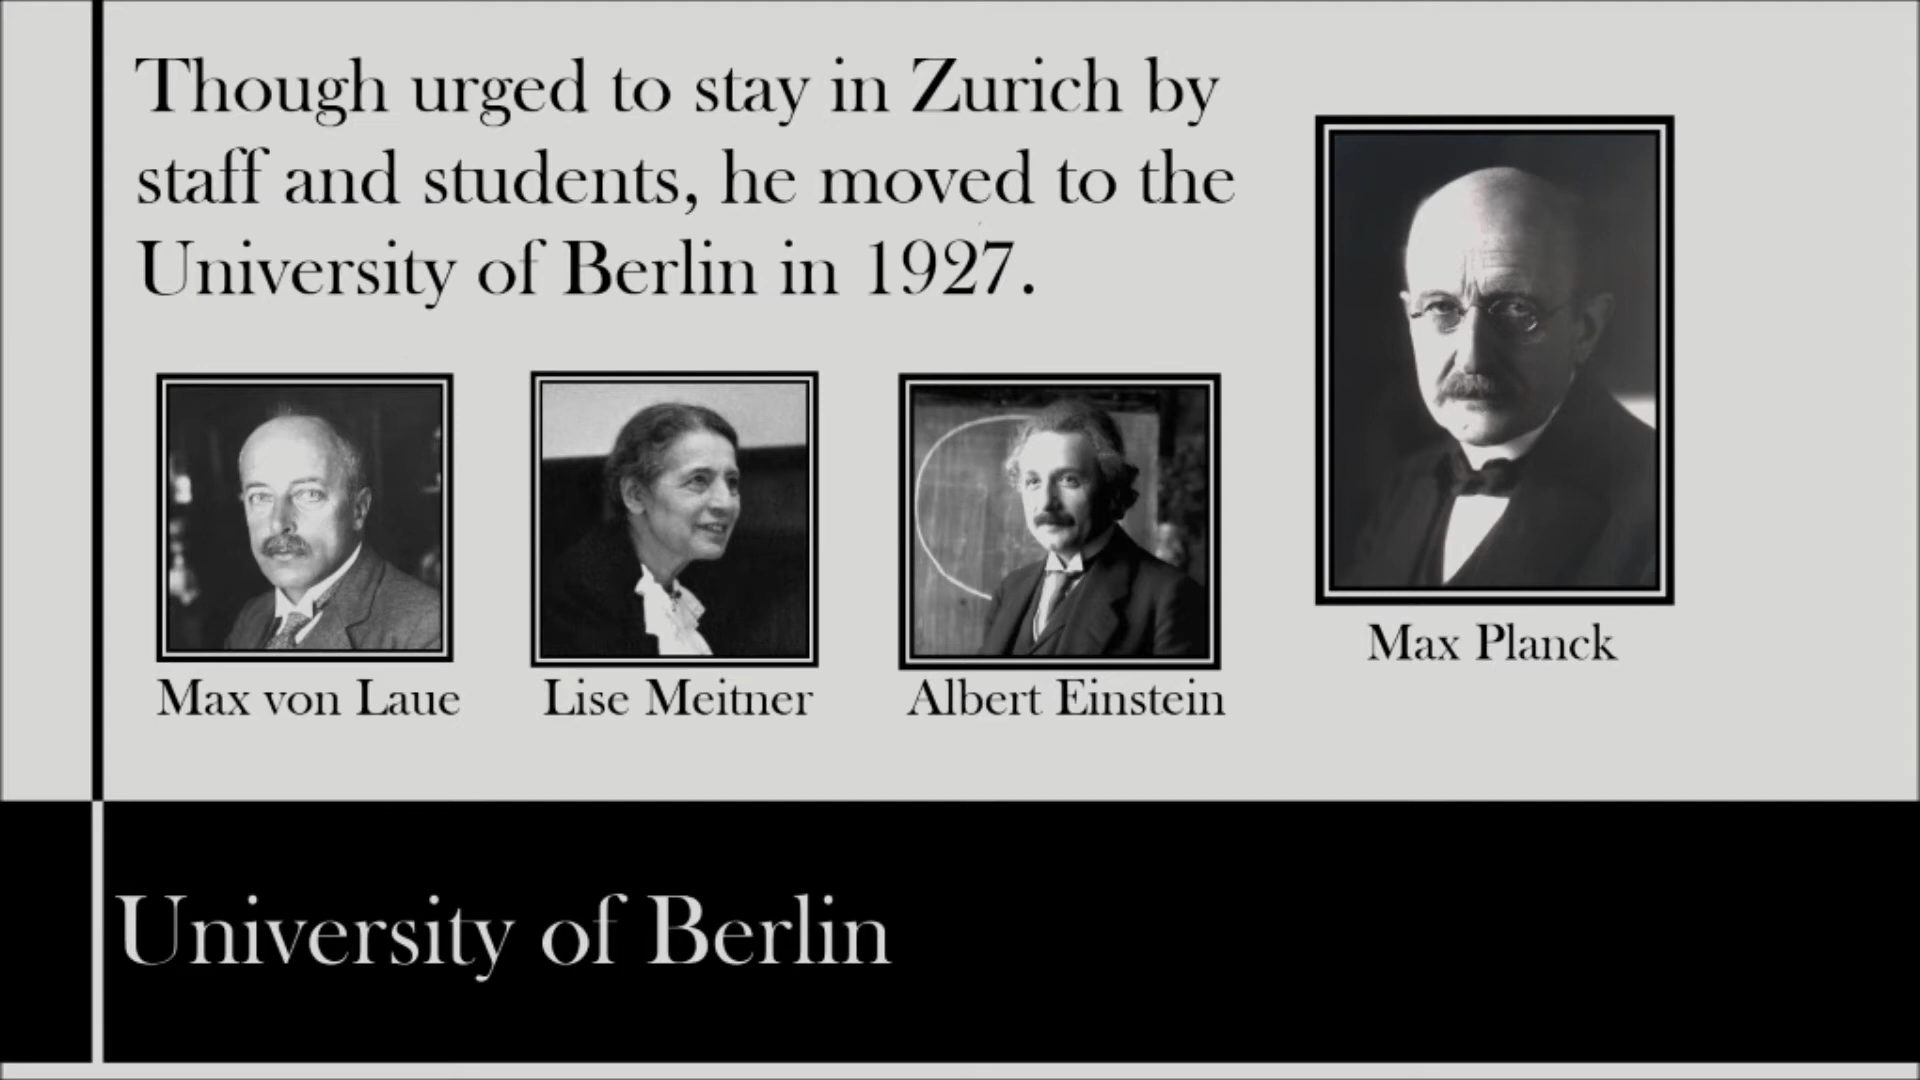 Though urged to stay in Zurich by
staff and students, he moved to the
University of Berlin in 1927.
Max von Laue
Lise Meitner
Albert Einstein
Max Planck
University of Berlin